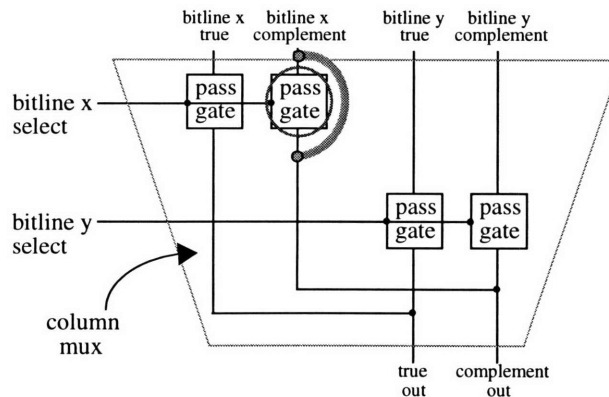 bitline x
true
bitline x
complement
bitline y
true
bitline y
complement
pass
gate
pass
gate
bitline x
select
pass
gate
pass
gate
bitline y
select
column
mux
true
out
complement
out